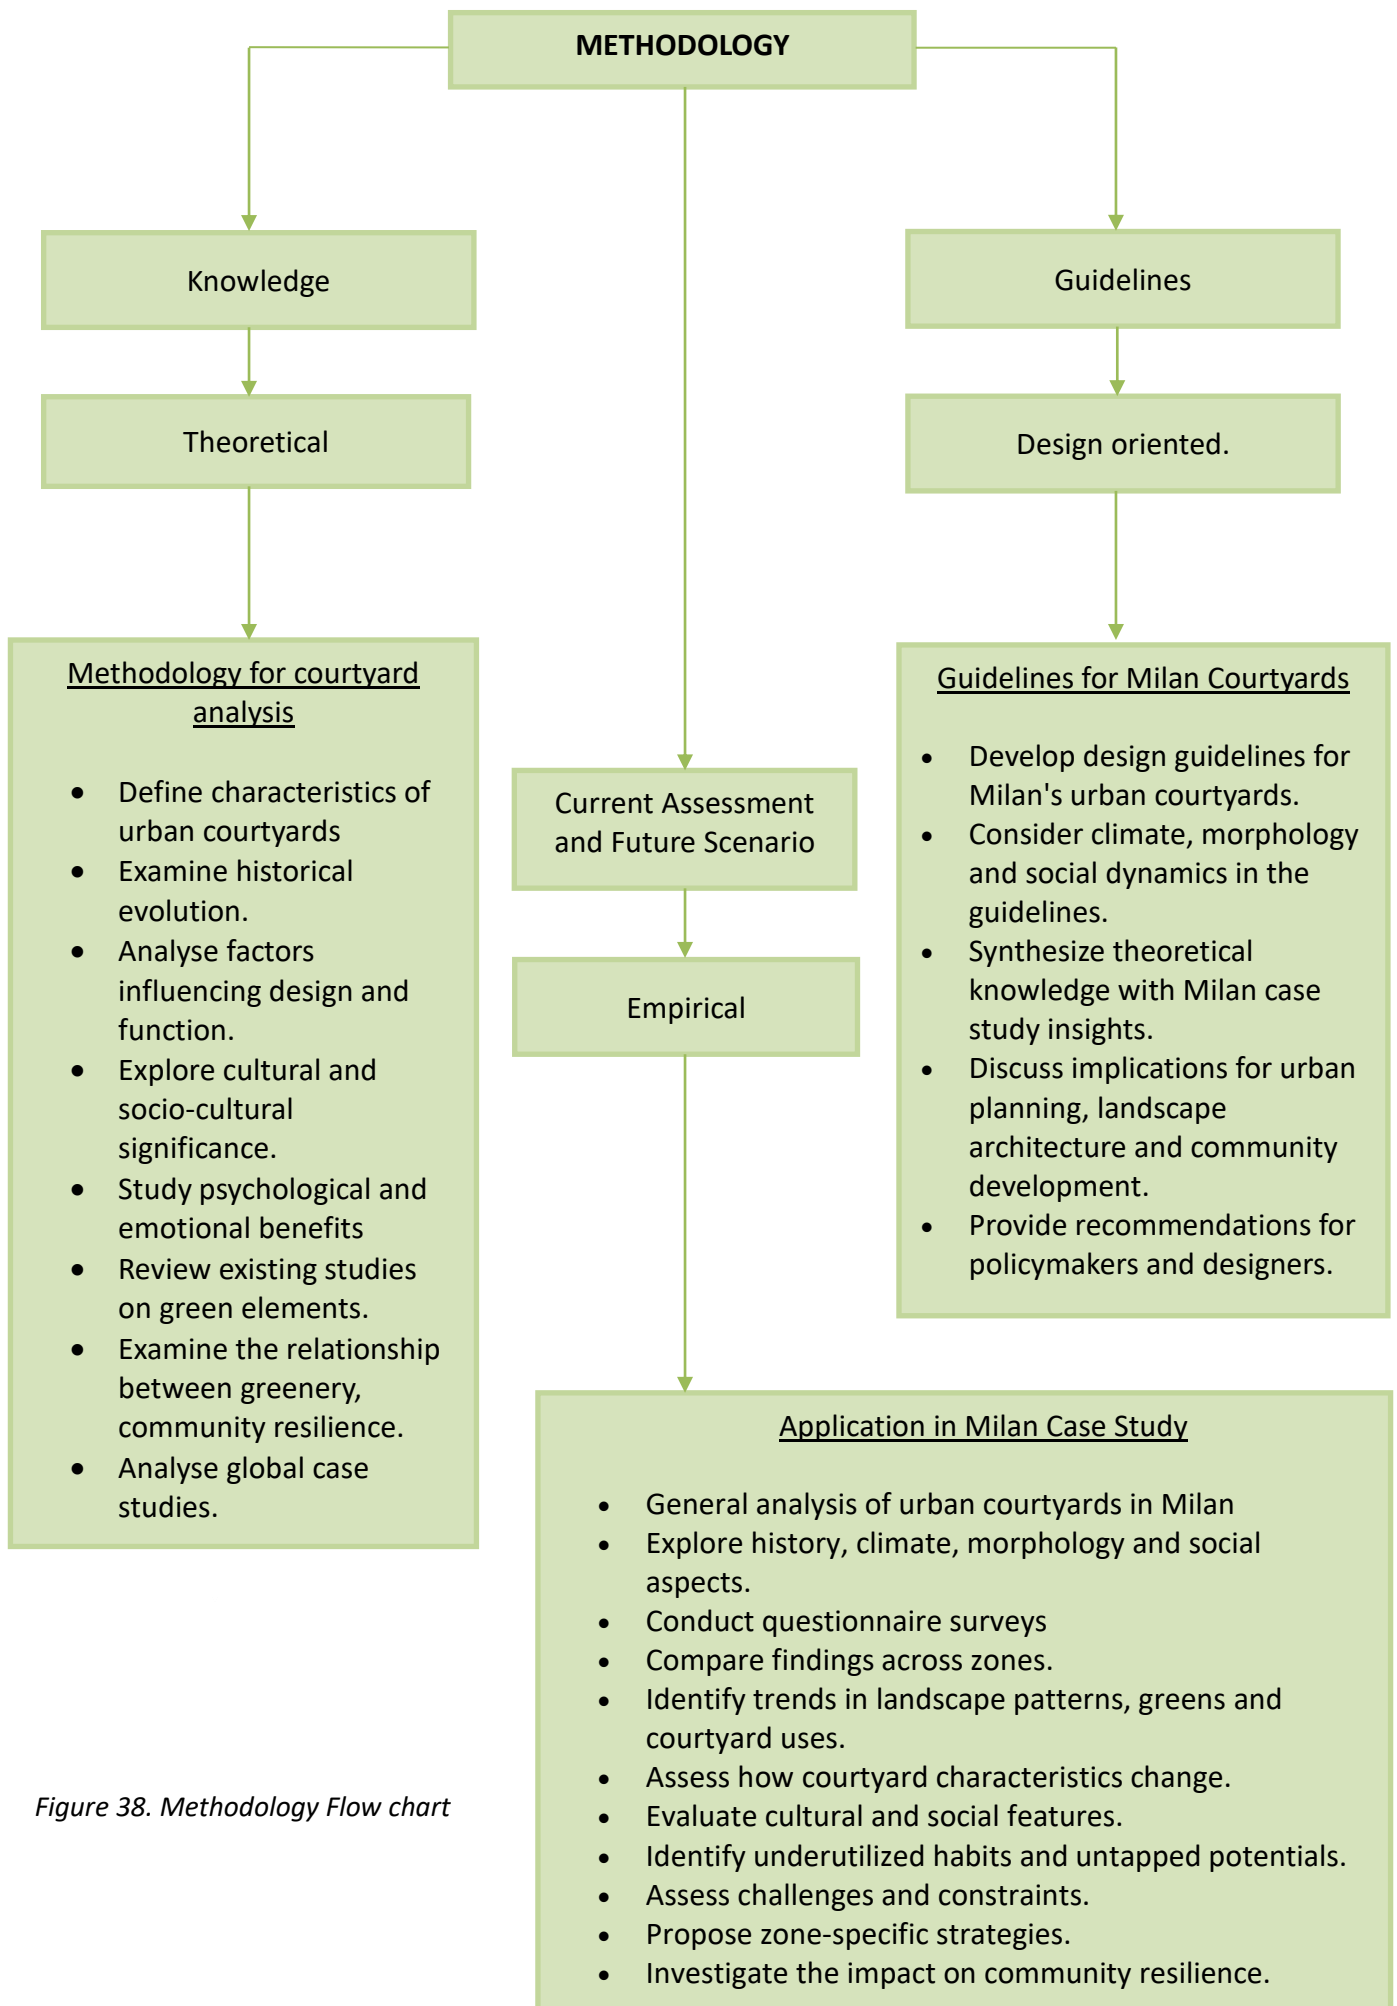 METHODOLOGY
Knowledge
Theoretical
Methodology for courtyard
analysis
• Define characteristics of
urban courtyards
• Examine historical
evolution.
• Analyse factors
influencing design and
function.
• Explore cultural and
socio-cultural
significance.
• Study psychological and
emotional benefits
• Review existing studies
on green elements.
• Examine the relationship
between greenery,
community resilience.
• Analyse global case
studies.
Current Assessment
and Future Scenario
Empirical
Application in Milan Case Study
• General analysis of urban courtyards in Milan
• Explore history, climate, morphology and social
aspects.
• Conduct questionnaire surveys
• Compare findings across zones.
• Identify trends in landscape patterns, greens and
courtyard uses.
• Assess how courtyard characteristics change.
• Evaluate cultural and social features.
• Identify underutilized habits and untapped potentials.
• Assess challenges and constraints.
• Propose zone-specific strategies.
• Investigate the impact on community resilience.
Guidelines
Design oriented.
Guidelines for Milan Courtyards
• Develop design guidelines for
Milan's urban courtyards.
• Consider climate, morphology
and social dynamics in the
guidelines.
• Synthesize theoretical
knowledge with Milan case
study insights.
• Discuss implications for urban
planning, landscape
architecture and community
development.
• Provide recommendations for
policymakers and designers.
Figure 38. Methodology Flow chart